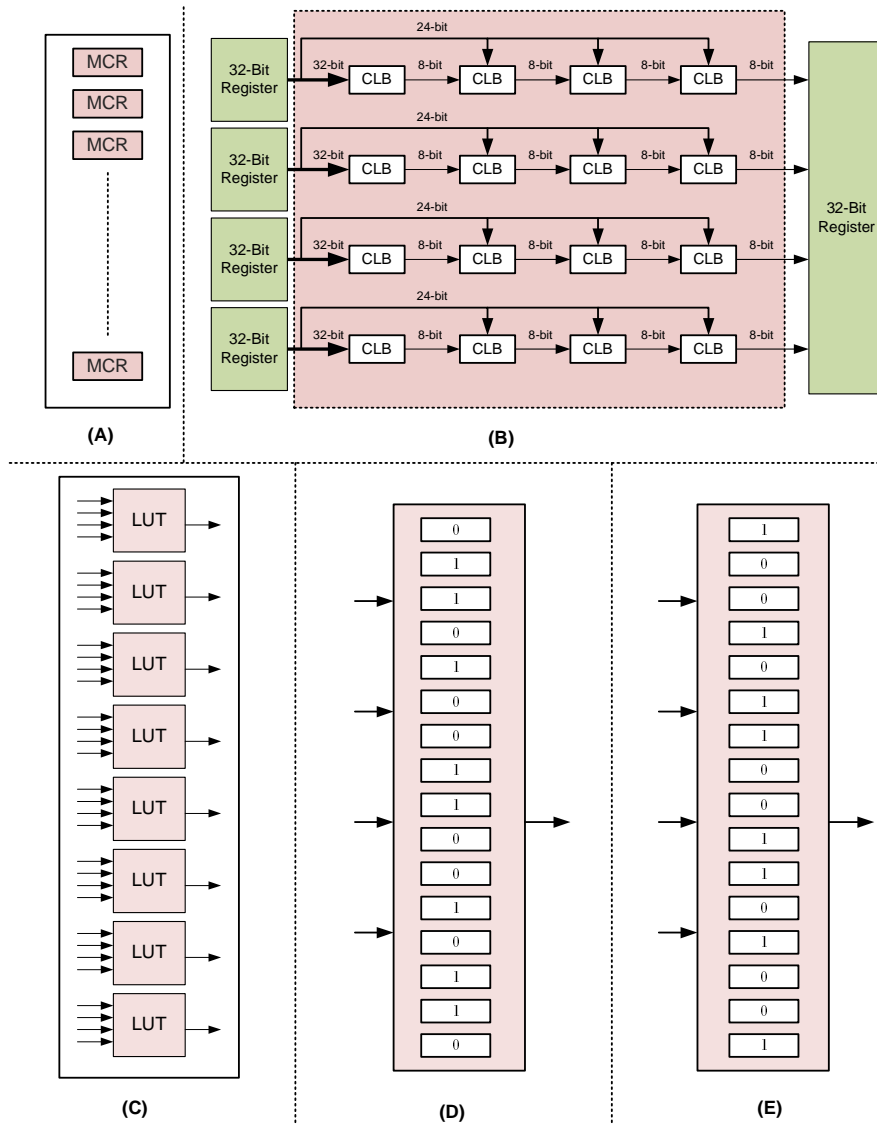 MCR
MCR
MCR
MCR
(A)
24-bit
32-Bit
Register
32-bit
CLB
8-bit
CLB
8-bit
CLB
8-bit
CLB
8-bit
24-bit
32-Bit
Register
32-bit
CLB
8-bit
CLB
8-bit
CLB
8-bit
CLB
8-bit
24-bit
32-Bit
Register
32-bit
CLB
8-bit
CLB
8-bit
CLB
8-bit
CLB
8-bit
24-bit
32-Bit
Register
32-bit
CLB
8-bit
CLB
8-bit
CLB
8-bit
CLB
8-bit
32-Bit
Register
(B)
LUT
LUT
LUT
LUT
LUT
LUT
LUT
LUT
(C)
0
1
1
0
1
0
0
1
1
0
0
1
0
1
1
0
(D)
1
0
0
1
0
1
1
0
0
1
1
0
1
0
0
1
(E)